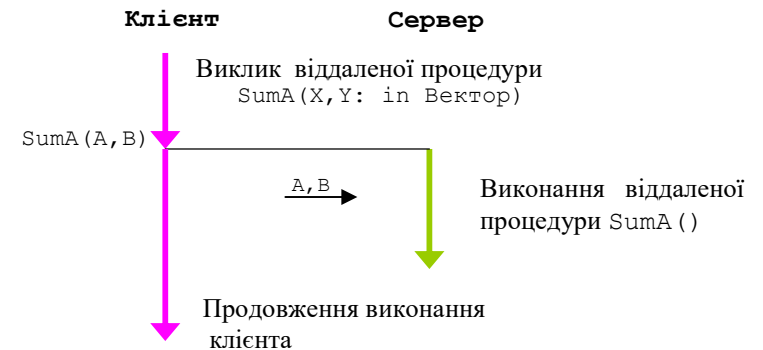 Клієнт Сервер
Виклик віддаленої процедури
SumA(X,Y: in Вектор)
SumA(A,B)
A,B
Виконання віддаленої
процедури SumA()
Продовження виконання
клієнта